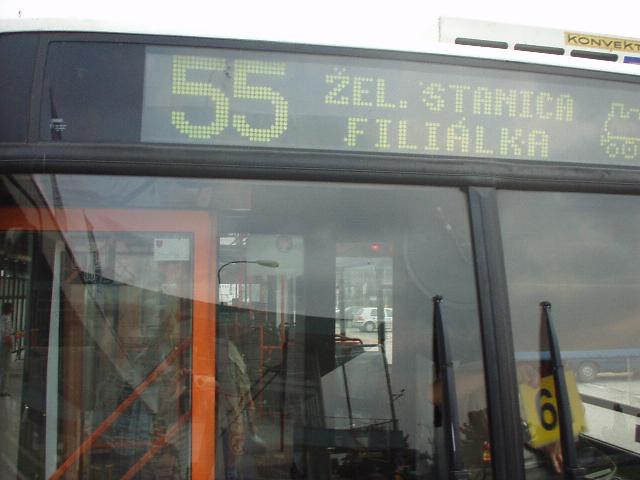 KONVEKT
55 ŽEL. STANICA
FILIÁLKA
6